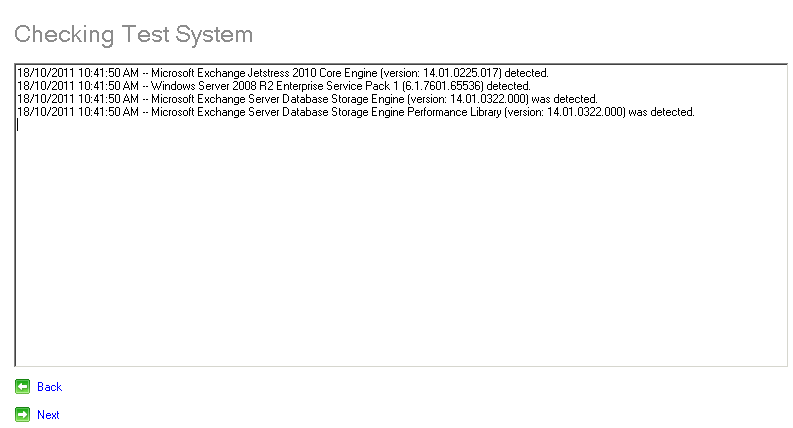 Checking Test System
18/10/2011 10:41:50 AM -- Microsoft Exchange Jetstress 2010 Core Engine (version: 14.01.0225.017) detected.
18/10/2011 10:41:50 AM -- Windows Server 2008 R2 Enterprise Service Pack 1 (6.1.7601.65536) detected.
18/10/2011 10:41:50 AM -- Microsoft Exchange Server Database Storage Engine (version: 14.01.0322.000) was detected.
18/10/2011 10:41:50 AM -- Microsoft Exchange Server Database Storage Engine Performance Library (version: 14.01.0322.000) was detected.
Back
Next